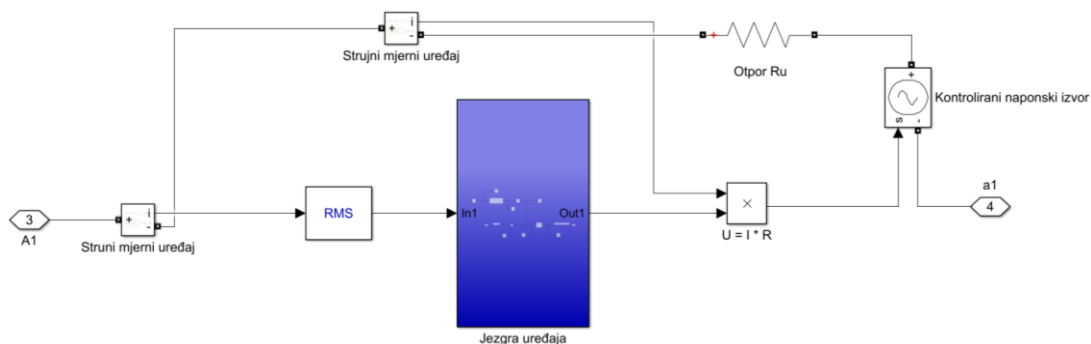 i
+
-
Strujni mjerni uređaj
+
Otpor Ru
+
s
-
Kontrolirani naponski izvor
3
A1
i
+
-
Struni mjerni uređaj
RMS
In1
Out1
Jezgra uređaja
×
U = I * R
a1
4